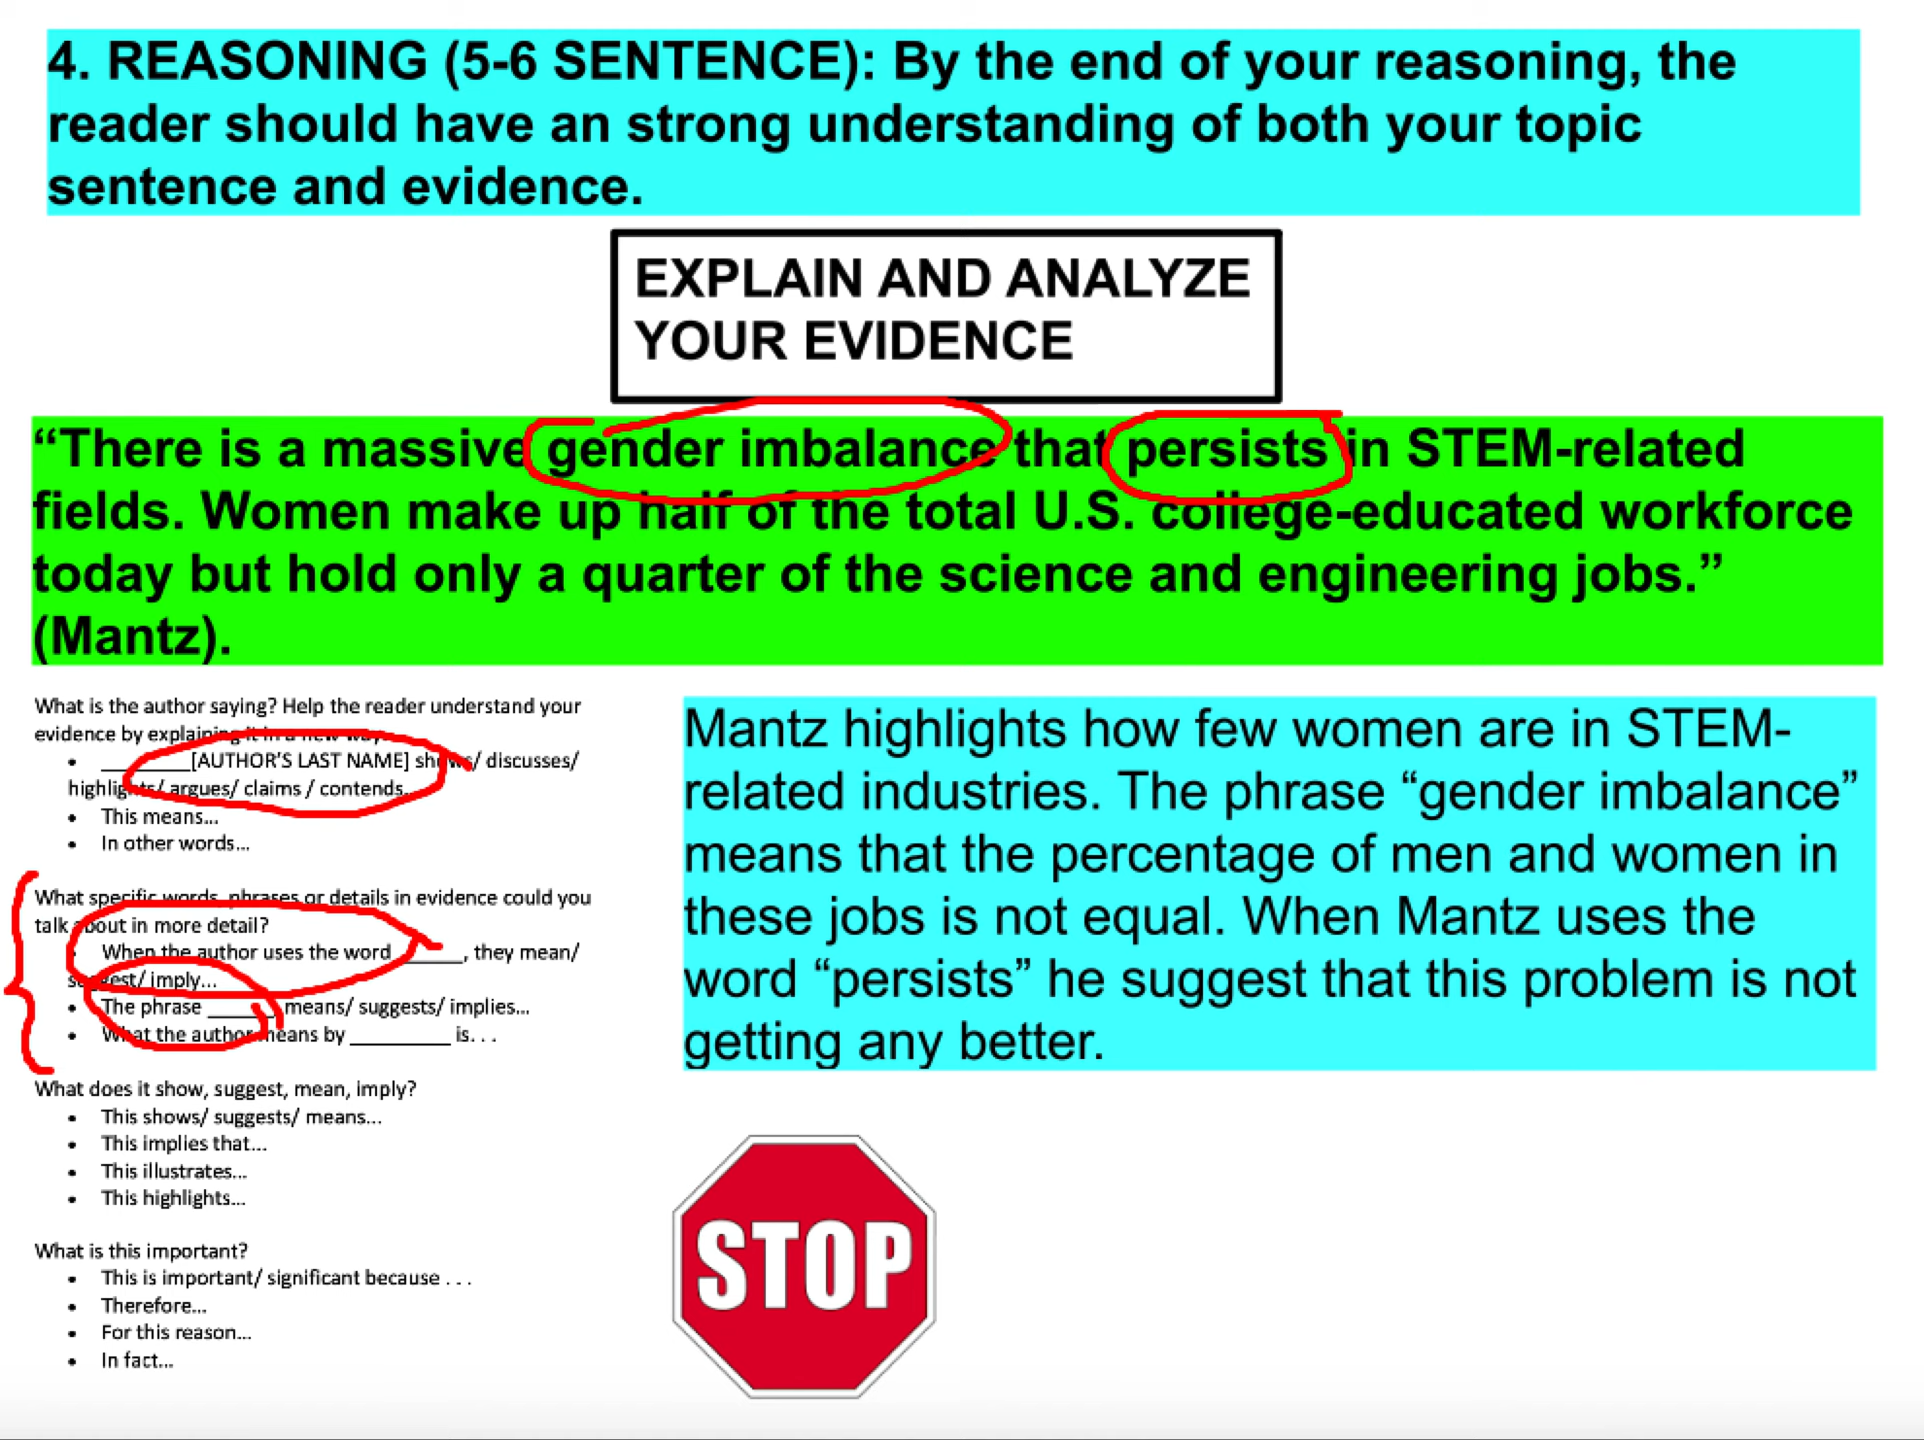 4. REASONING (5-6 SENTENCE): By the end of your reasoning, the
reader should have an strong understanding of both your topic
sentence and evidence.
EXPLAIN AND ANALYZE
YOUR EVIDENCE
“There is a massive gender imbalance that persists in STEM-related
fields. Women make up half of the total U.S. college-educated workforce
today but hold only a quarter of the science and engineering jobs.”
(Mantz).
What is the author saying? Help the reader understand your
evidence by explaining it in a new way.
• ________[AUTHOR'S LAST NAME] shows/ discusses/
highlights/ argues/ claims / contends...
• This means...
• In other words...
What specific words, phrases or details in evidence could you
talk about in more detail?
• When the author uses the word ______, they mean/
suggest/ imply...
• The phrase ______ means/ suggests/ implies...
• What the author means by _________ is. . .
What does it show, suggest, mean, imply?
• This shows/ suggests/ means...
• This implies that...
• This illustrates...
• This highlights...
What is this important?
• This is important/ significant because . . .
• Therefore...
• For this reason...
• In fact...
Mantz highlights how few women are in STEM-
related industries. The phrase “gender imbalance”
means that the percentage of men and women in
these jobs is not equal. When Mantz uses the
word “persists” he suggest that this problem is not
getting any better.
STOP